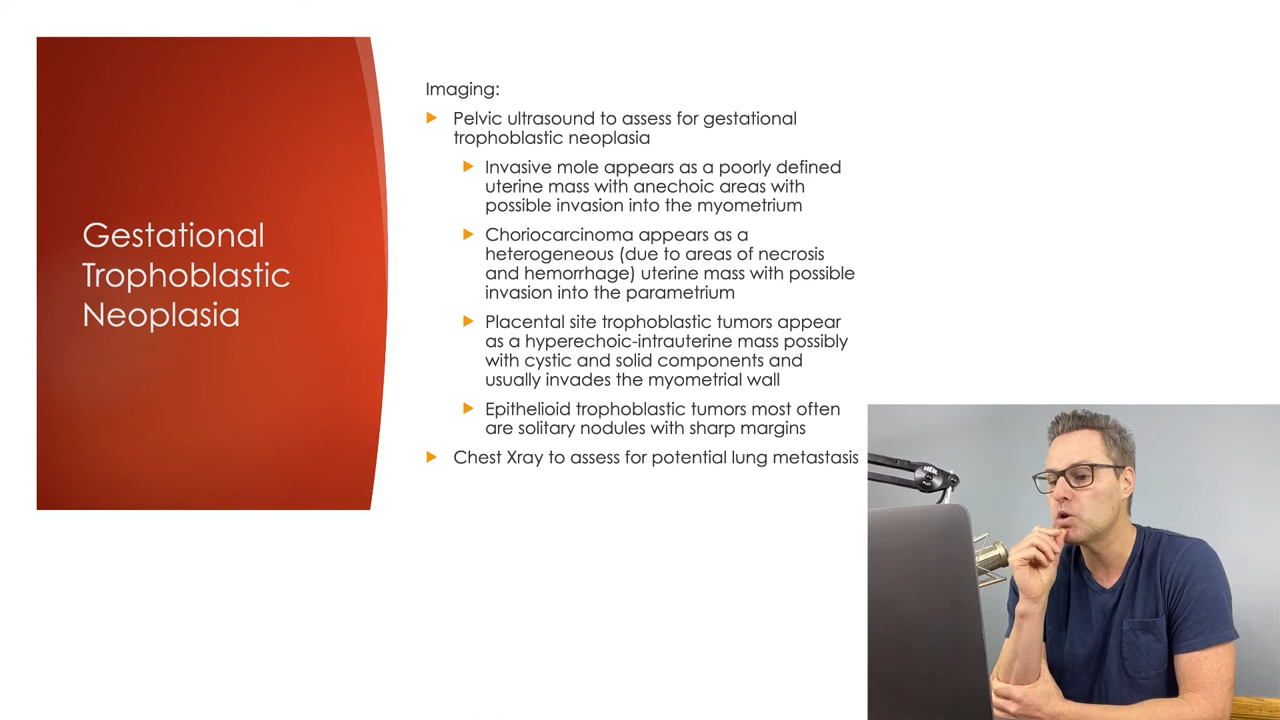 Gestational
Trophoblastic
Neoplasia
Imaging:
Pelvic ultrasound to assess for gestational
trophoblastic neoplasia
Invasive mole appears as a poorly defined
uterine mass with anechoic areas with
possible invasion into the myometrium
Choriocarcinoma appears as a
heterogeneous (due to areas of necrosis
and hemorrhage) uterine mass with possible
invasion into the parametrium
Placental site trophoblastic tumors appear
as a hyperechoic-intrauterine mass possibly
with cystic and solid components and
usually invades the myometrial wall
Epithelioid trophoblastic tumors most often
are solitary nodules with sharp margins
Chest Xray to assess for potential lung metastasis